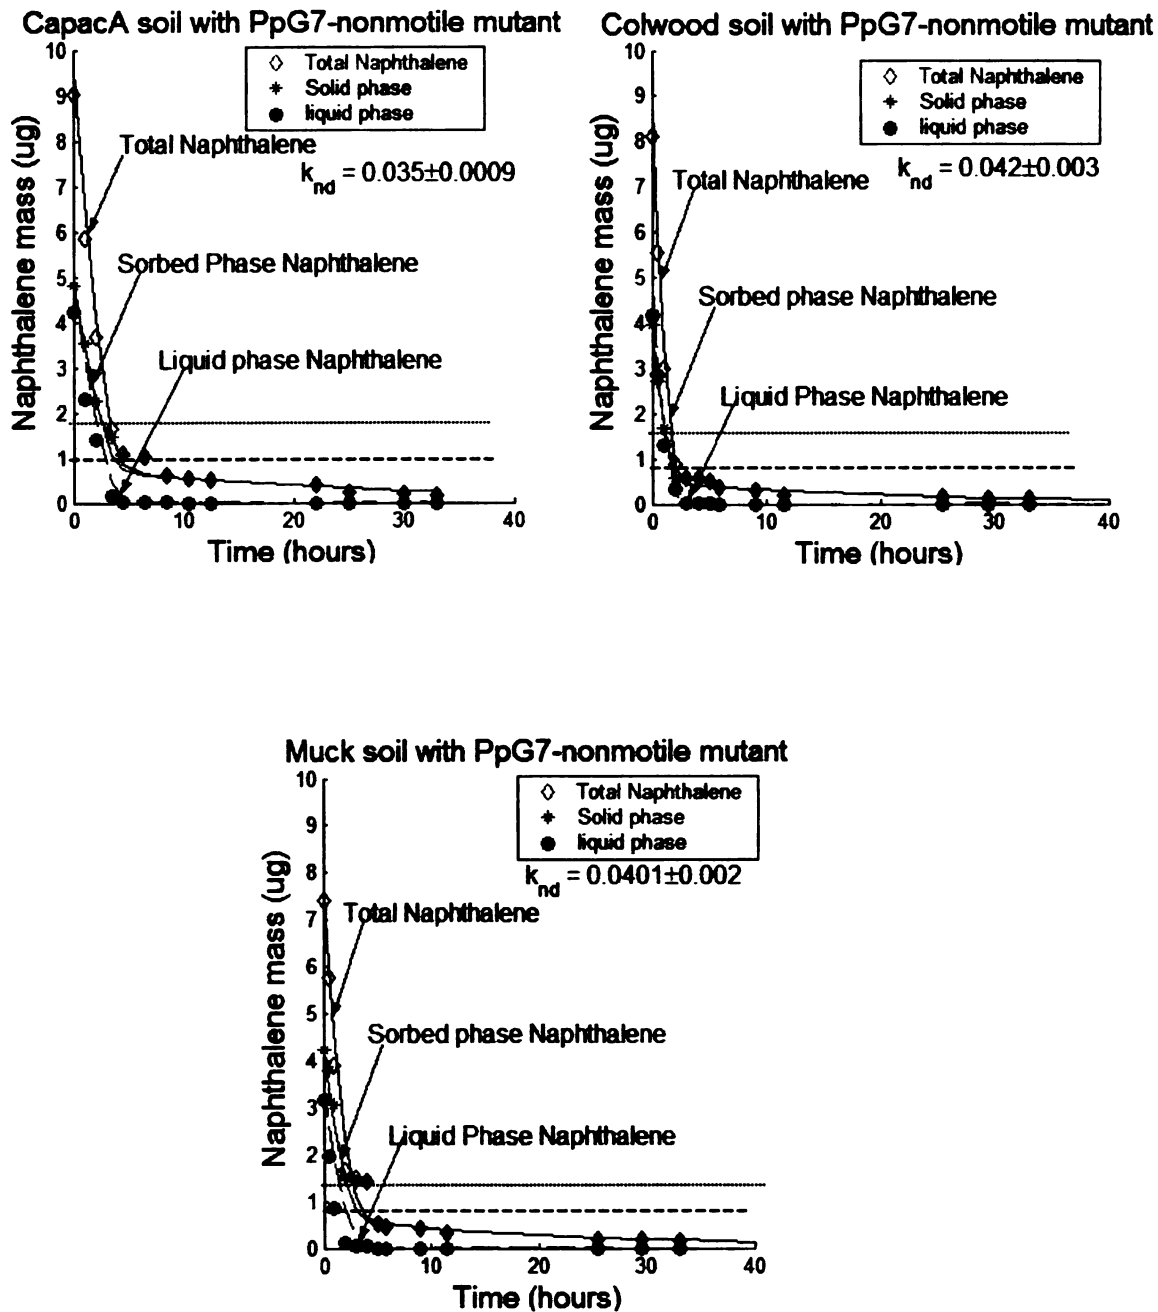 CapacA soil with PpG7-nonmotile mutant
10
9
8
7
6
5
4
3
2
1
0
Naphthalene mass (ug)
Total Naphthalene
Solid phase
liquid phase
Total Naphthalene
k_nd = 0.035±0.0009
Sorbed Phase Naphthalene
Liquid phase Naphthalene
0 10 20 30 40
Time (hours)
Colwood soil with PpG7-nonmotile mutant
10
9
8
7
6
5
4
3
2
1
0
Naphthalene mass (ug)
Total Naphthalene
Solid phase
liquid phase
k_nd = 0.042±0.003
Total Naphthalene
Sorbed phase Naphthalene
Liquid Phase Naphthalene
0 10 20 30 40
Time (hours)
Muck soil with PpG7-nonmotile mutant
10
9
8
7
6
5
4
3
2
1
0
Naphthalene mass (ug)
Total Naphthalene
Solid phase
liquid phase
k_nd = 0.0401±0.002
Total Naphthalene
Sorbed phase Naphthalene
Liquid Phase Naphthalene
0 10 20 30 40
Time (hours)